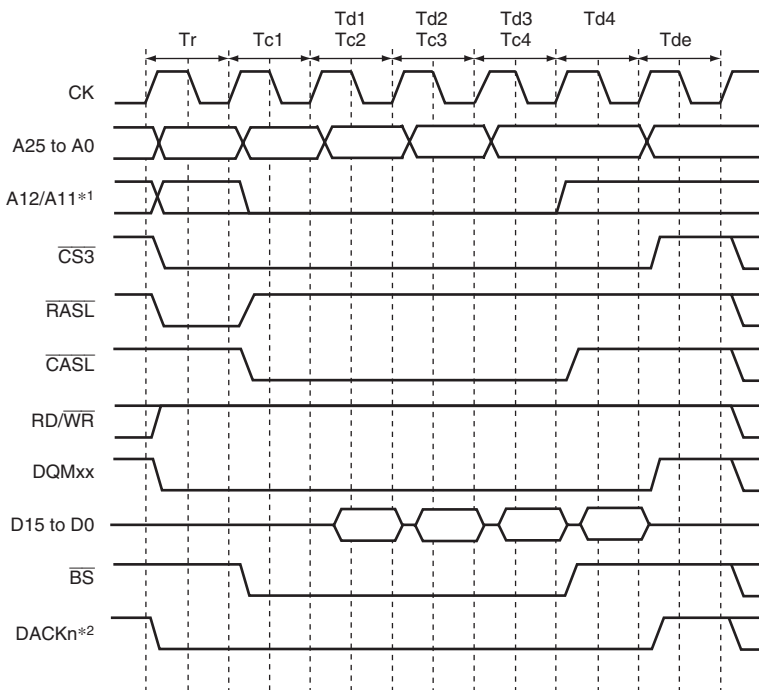 Tr Tc1 Td1 Td2 Td3 Td4 Tde
Tc2 Tc3 Tc4
CK
A25 to A0
A12/A11*1
CS3
RASL
CASL
RD/WR
DQMxx
D15 to D0
BS
DACKn*2